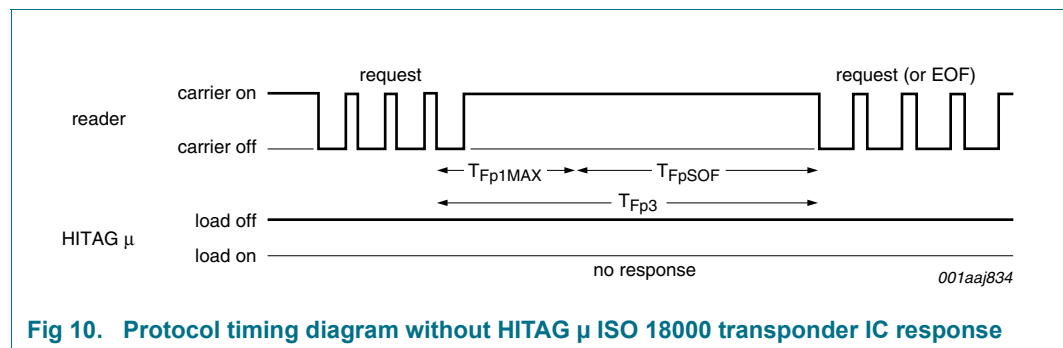 request
request (or EOF)
carrier on
reader
carrier off
TFp1MAX
TFpSOF
TFp3
load off
HITAG μ
load on
no response
001aaj834
Fig 10. Protocol timing diagram without HITAG μ ISO 18000 transponder IC response